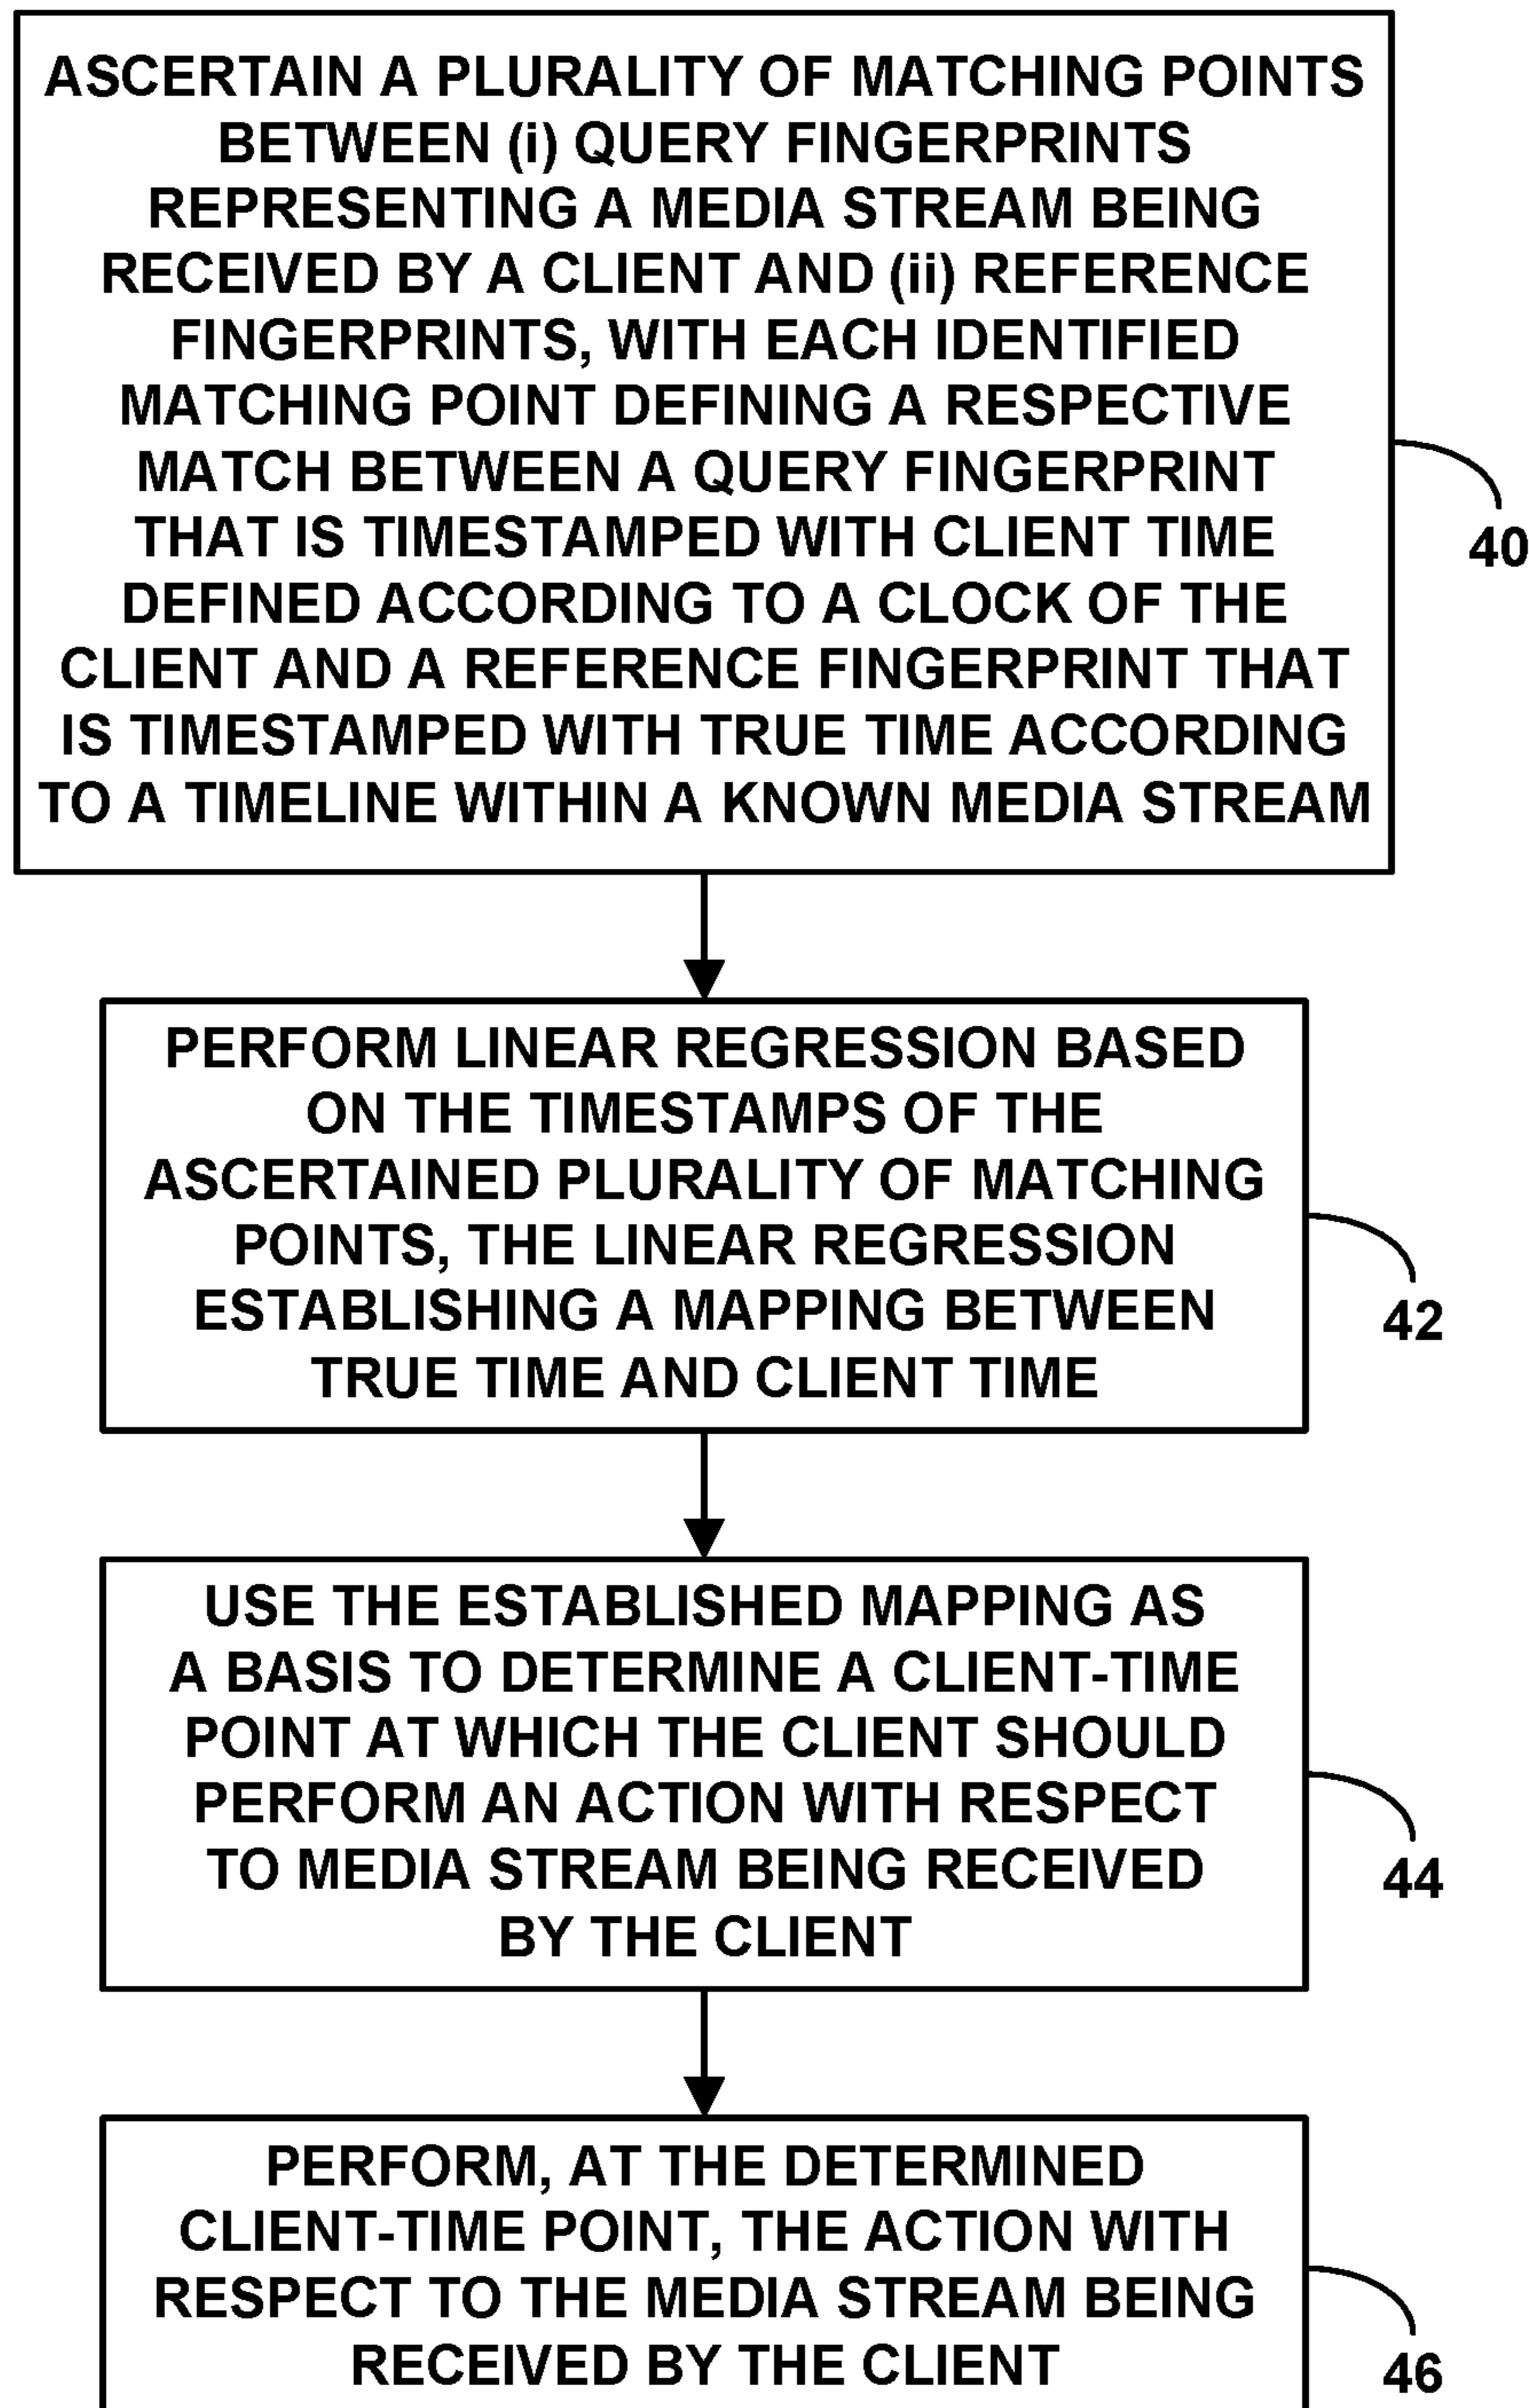 ASCERTAIN A PLURALITY OF MATCHING POINTS
BETWEEN (i) QUERY FINGERPRINTS
REPRESENTING A MEDIA STREAM BEING
RECEIVED BY A CLIENT AND (ii) REFERENCE
FINGERPRINTS, WITH EACH IDENTIFIED
MATCHING POINT DEFINING A RESPECTIVE
MATCH BETWEEN A QUERY FINGERPRINT
THAT IS TIMESTAMPED WITH CLIENT TIME
DEFINED ACCORDING TO A CLOCK OF THE
CLIENT AND A REFERENCE FINGERPRINT THAT
IS TIMESTAMPED WITH TRUE TIME ACCORDING
TO A TIMELINE WITHIN A KNOWN MEDIA STREAM
40
PERFORM LINEAR REGRESSION BASED
ON THE TIMESTAMPS OF THE
ASCERTAINED PLURALITY OF MATCHING
POINTS, THE LINEAR REGRESSION
ESTABLISHING A MAPPING BETWEEN
TRUE TIME AND CLIENT TIME
42
USE THE ESTABLISHED MAPPING AS
A BASIS TO DETERMINE A CLIENT-TIME
POINT AT WHICH THE CLIENT SHOULD
PERFORM AN ACTION WITH RESPECT
TO MEDIA STREAM BEING RECEIVED
BY THE CLIENT
44
PERFORM, AT THE DETERMINED
CLIENT-TIME POINT, THE ACTION WITH
RESPECT TO THE MEDIA STREAM BEING
RECEIVED BY THE CLIENT
46